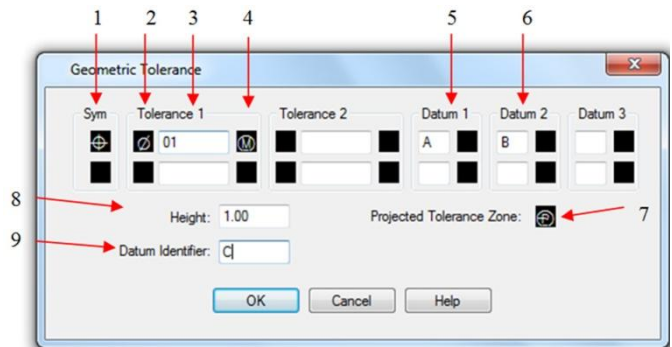 1 2 3 4 5 6
Geometric Tolerance X
Sym Tolerance 1 Tolerance 2 Datum 1 Datum 2 Datum 3
⌖ Ø 01 Ⓜ A B
8 Height: 1.00 Projected Tolerance Zone: Ⓟ 7
9 Datum Identifier: C
OK Cancel Help